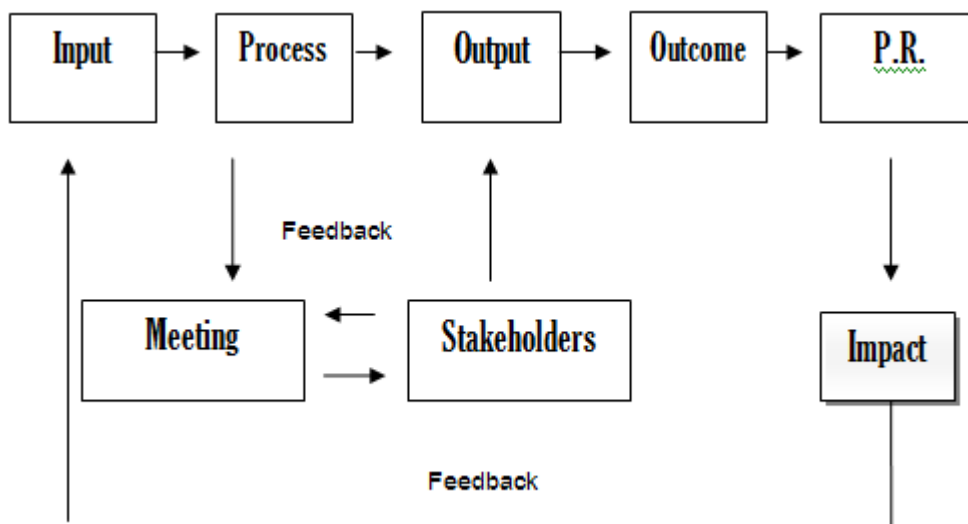 Input
Process
Output
Outcome
P.R.
Feedback
Meeting
Stakeholders
Impact
Feedback